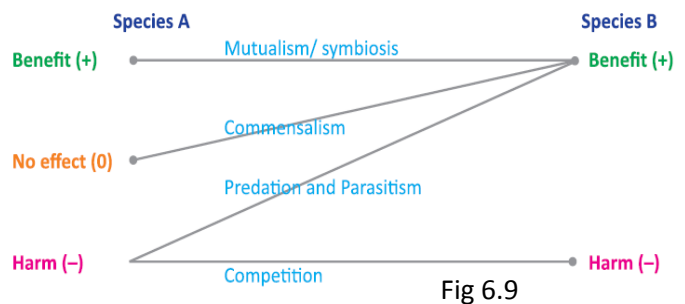 Species A Species B
Benefit (+) Mutualism/ symbiosis Benefit (+)
Commensalism
No effect (0)
Predation and Parasitism
Harm (–) Harm (–)
Competition
Fig 6.9